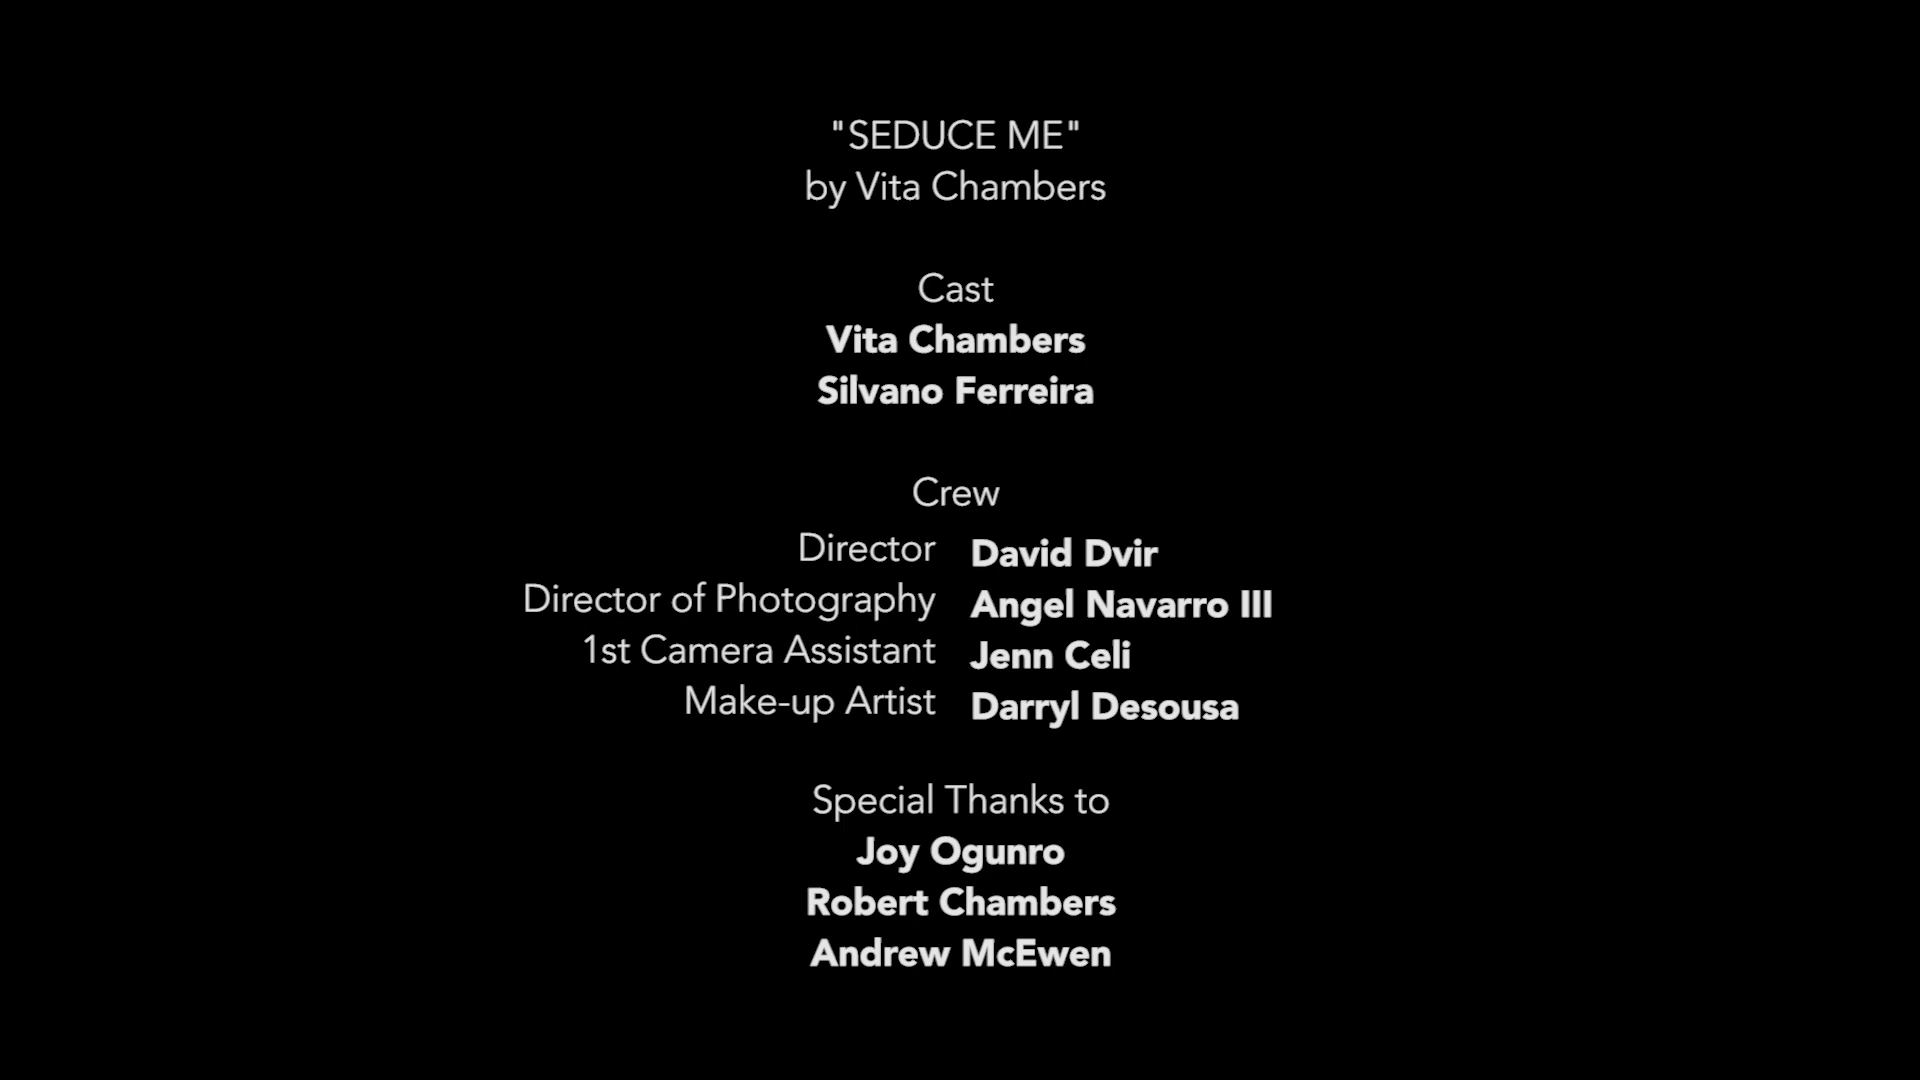 "SEDUCE ME"
by Vita Chambers
Cast
Vita Chambers
Silvano Ferreira
Crew
Director David Dvir
Director of Photography Angel Navarro III
1st Camera Assistant Jenn Celi
Make-up Artist Darryl Desousa
Special Thanks to
Joy Ogunro
Robert Chambers
Andrew McEwen